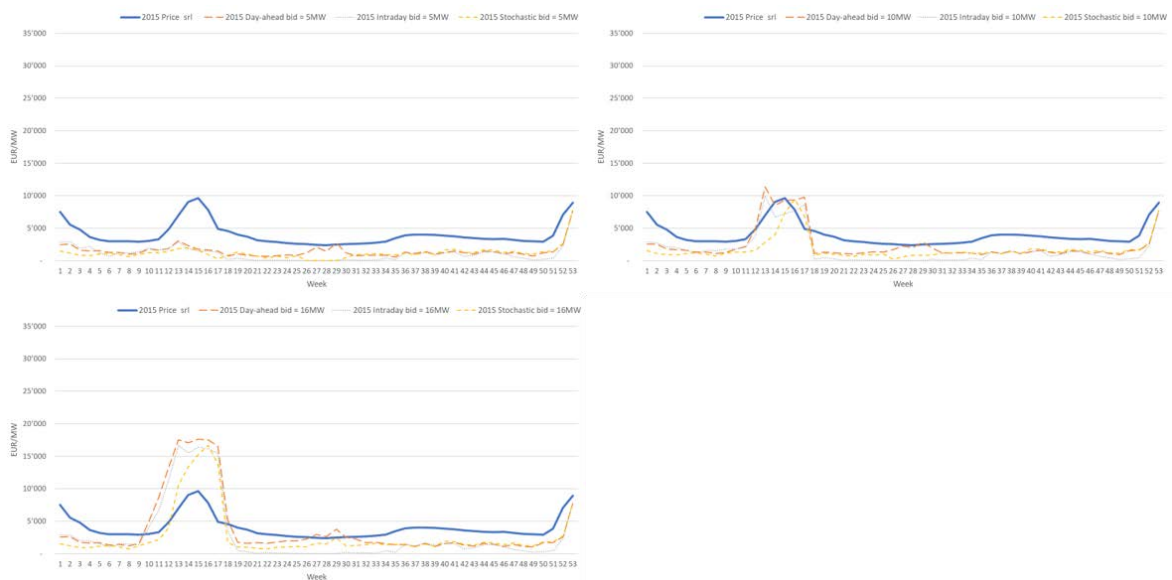 2015 Price srl 2015 Day-ahead bid = 5MW 2015 Intraday bid = 5MW 2015 Stochastic bid = 5MW
35'000
30'000
25'000
20'000
15'000
10'000
5'000
-
EUR/MW
1 2 3 4 5 6 7 8 9 10 11 12 13 14 15 16 17 18 19 20 21 22 23 24 25 26 27 28 29 30 31 32 33 34 35 36 37 38 39 40 41 42 43 44 45 46 47 48 49 50 51 52 53
Week
2015 Price srl 2015 Day-ahead bid = 10MW 2015 Intraday bid = 10MW 2015 Stochastic bid = 10MW
35'000
30'000
25'000
20'000
15'000
10'000
5'000
-
EUR/MW
1 2 3 4 5 6 7 8 9 10 11 12 13 14 15 16 17 18 19 20 21 22 23 24 25 26 27 28 29 30 31 32 33 34 35 36 37 38 39 40 41 42 43 44 45 46 47 48 49 50 51 52 53
Week
2015 Price srl 2015 Day-ahead bid = 16MW 2015 Intraday bid = 16MW 2015 Stochastic bid = 16MW
35'000
30'000
25'000
20'000
15'000
10'000
5'000
-
EUR/MW
1 2 3 4 5 6 7 8 9 10 11 12 13 14 15 16 17 18 19 20 21 22 23 24 25 26 27 28 29 30 31 32 33 34 35 36 37 38 39 40 41 42 43 44 45 46 47 48 49 50 51 52 53
Week